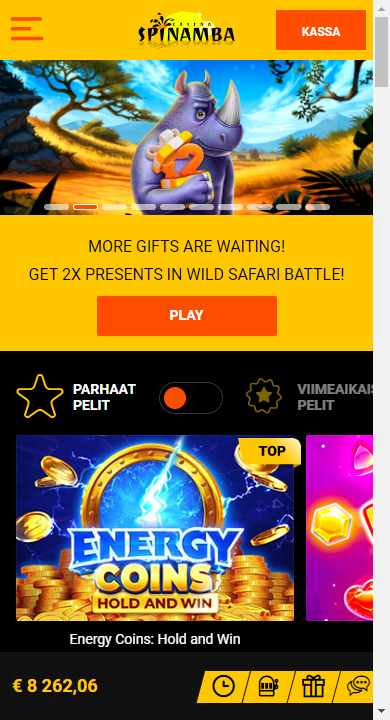 CASINO
SPINAMBA
KASSA
x2
MORE GIFTS ARE WAITING!
GET 2X PRESENTS IN WILD SAFARI BATTLE!
PLAY
PARHAAT
PELIT
VIIMEAIKAIS
PELIT
TOP
ENERGY
COINS
HOLD AND WIN
Energy Coins: Hold and Win
€ 8 262,06